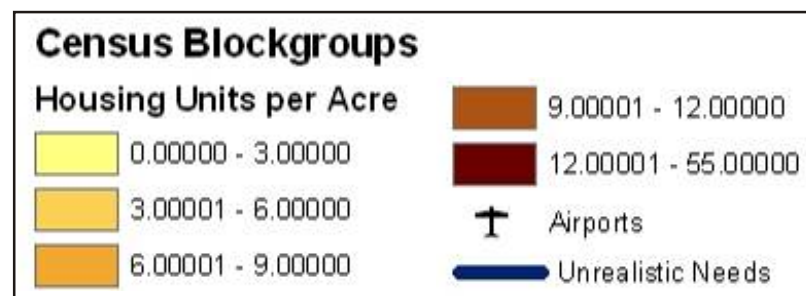 Census Blockgroups
Housing Units per Acre
0.00000 - 3.00000
3.00001 - 6.00000
6.00001 - 9.00000
9.00001 - 12.00000
12.00001 - 55.00000
Airports
Unrealistic Needs